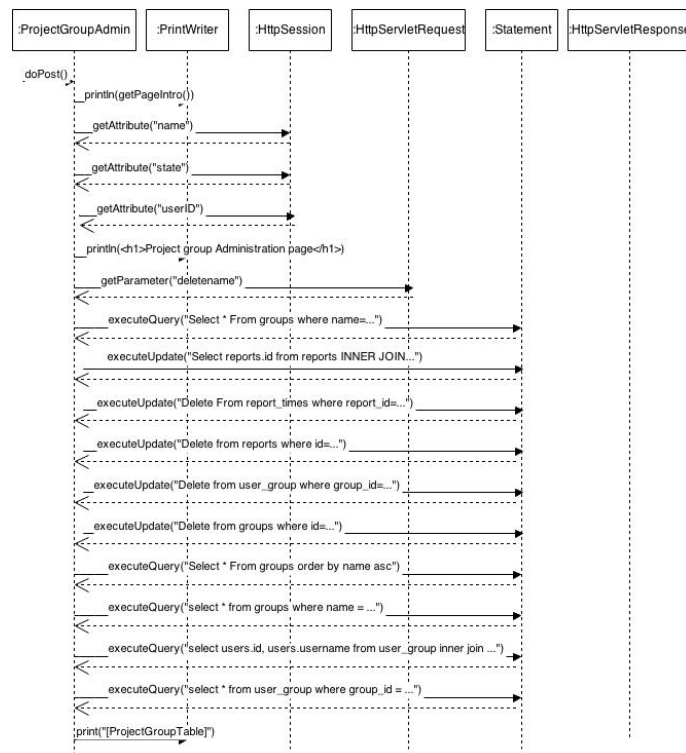 :ProjectGroupAdmin :PrintWriter :HttpSession :HttpServletRequest :Statement :HttpServletResponse
doPost()
println(getPageIntro())
getAttribute("name")
getAttribute("state")
getAttribute("userID")
println(<h1>Project group Administration page</h1>)
getParameter("deletename")
executeQuery("Select * From groups where name=...")
executeUpdate("Select reports.id from reports INNER JOIN...")
executeUpdate("Delete From report_times where report_id=...")
executeUpdate("Delete from reports where id=...")
executeUpdate("Delete from user_group where group_id=...")
executeUpdate("Delete from groups where id=...")
executeQuery("Select * From groups order by name asc")
executeQuery("select * from groups where name = ...")
executeQuery("select users.id, users.username from user_group inner join ...")
executeQuery("select * from user_group where group_id = ...")
print("[ProjectGroupTable]")